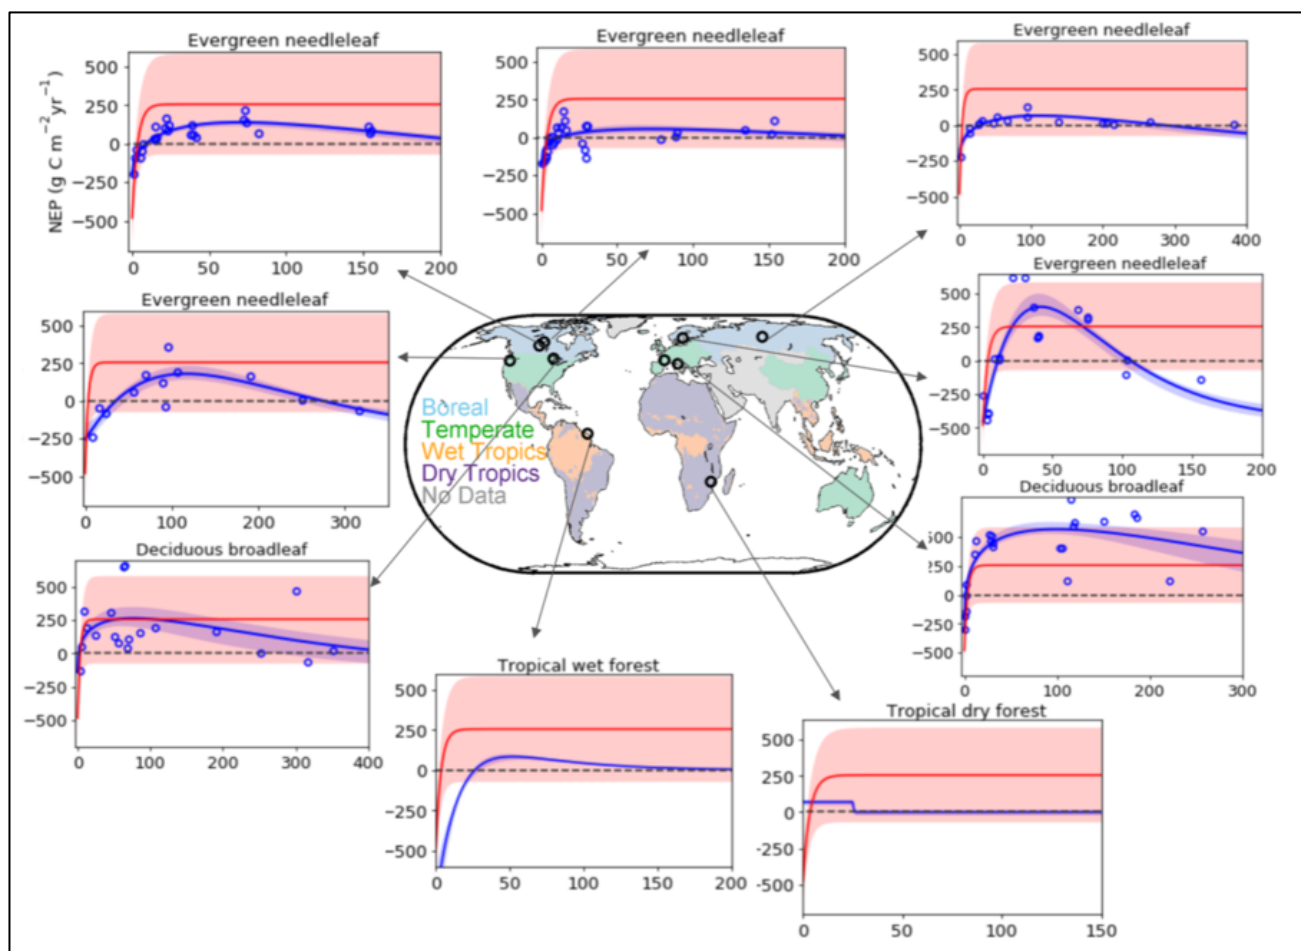 Evergreen needleleaf
Evergreen needleleaf
Evergreen needleleaf
NEP (g C m⁻²yr⁻¹)
500
250
0
−250
−500
0 50 100 150 200
500
250
0
−250
−500
0 50 100 150 200
500
250
0
−250
−500
0 100 200 300 400
Evergreen needleleaf
500
250
0
−250
−500
0 100 200 300
Evergreen needleleaf
500
250
0
−250
−500
0 50 100 150 200
Boreal
Temperate
Wet Tropics
Dry Tropics
No Data
Deciduous broadleaf
500
250
0
−250
−500
0 100 200 300 400
Deciduous broadleaf
500
250
0
−250
−500
0 100 200 300
Tropical wet forest
500
250
0
−250
−500
0 50 100 150 200
Tropical dry forest
500
250
0
-250
-500
0 50 100 150